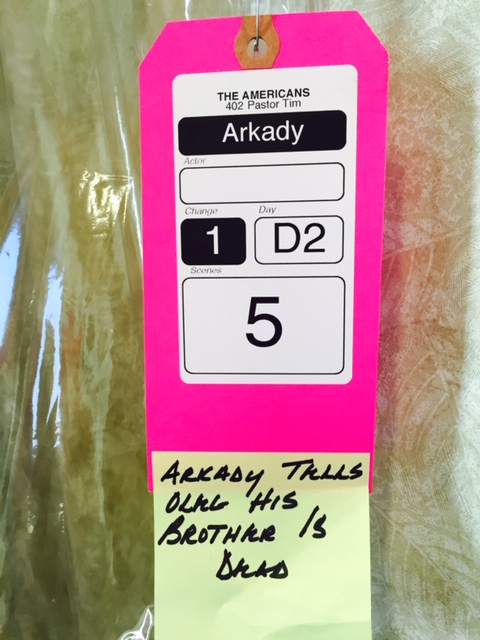 THE AMERICANS
402 Pastor Tim
Arkady
Actor
Change Day
1 D2
Scenes
5
ARKADY TELLS
OLEG HIS
BROTHER IS
DEAD